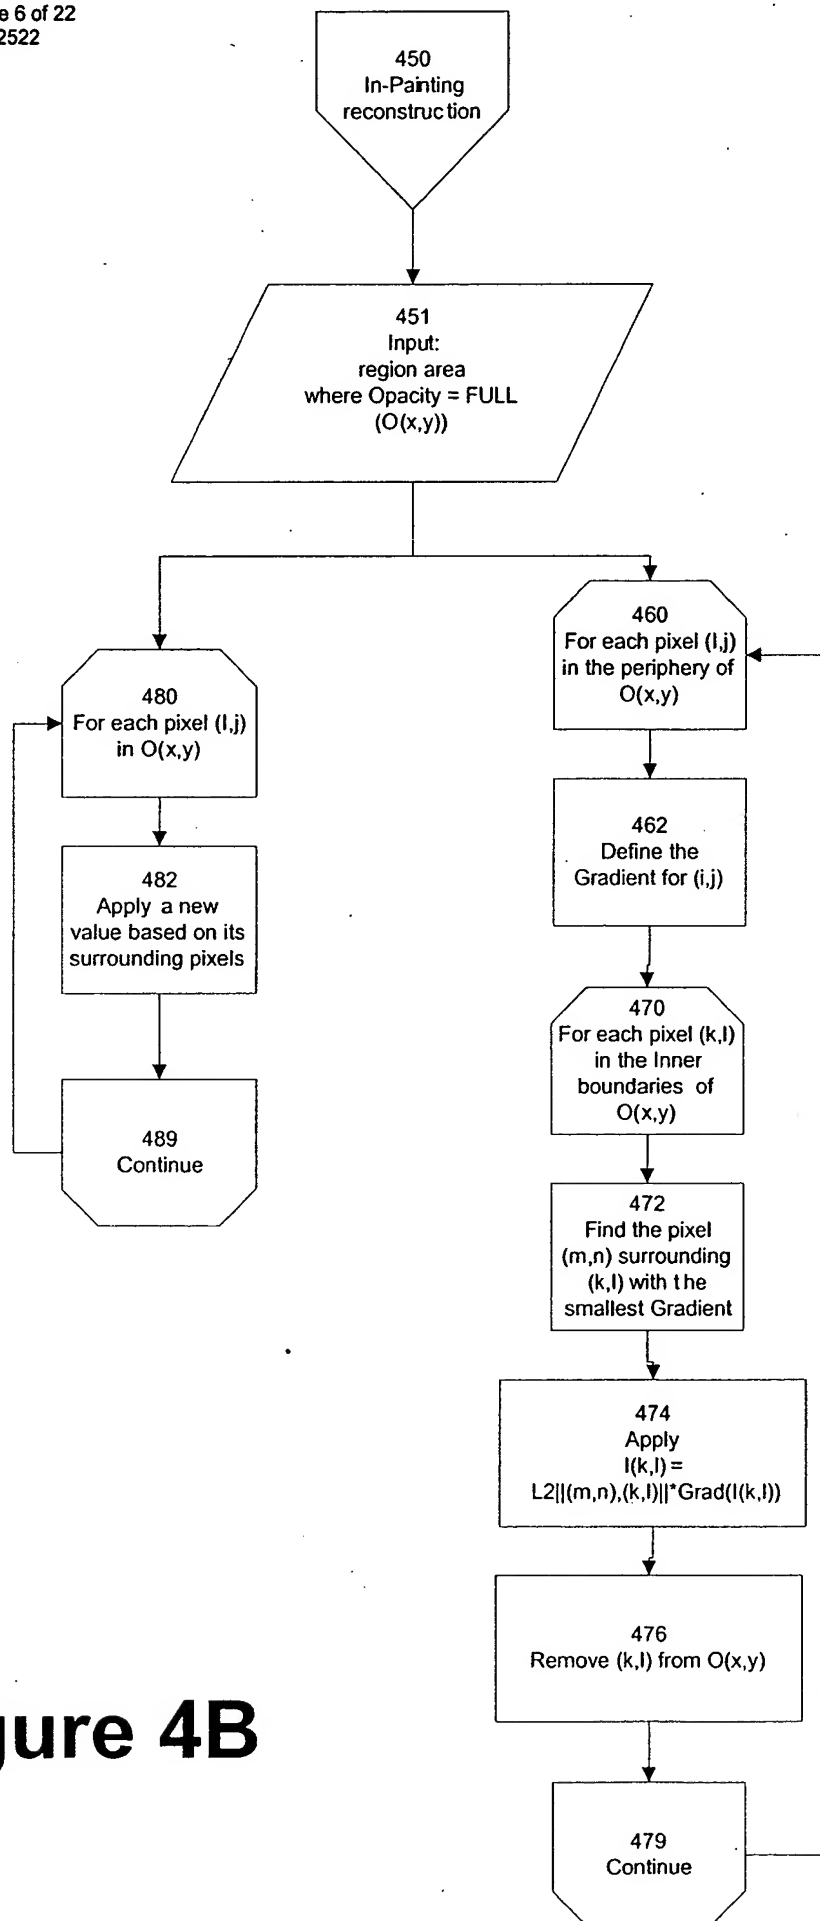 e 6 of 22
2522
450
In-Painting
reconstruction
451
Input:
region area
where Opacity = FULL
(O(x,y))
460
For each pixel (I,j)
in the periphery of
O(x,y)
480
For each pixel (I,j)
in O(x,y)
462
Define the
Gradient for (i,j)
482
Apply a new
value based on its
surrounding pixels
470
For each pixel (k,l)
in the Inner
boundaries of
O(x,y)
489
Continue
472
Find the pixel
(m,n) surrounding
(k,l) with the
smallest Gradient
474
Apply
I(k,l) =
L2||(m,n),(k,l)||*Grad(I(k,l))
476
Remove (k,l) from O(x,y)
gure 4B
479
Continue